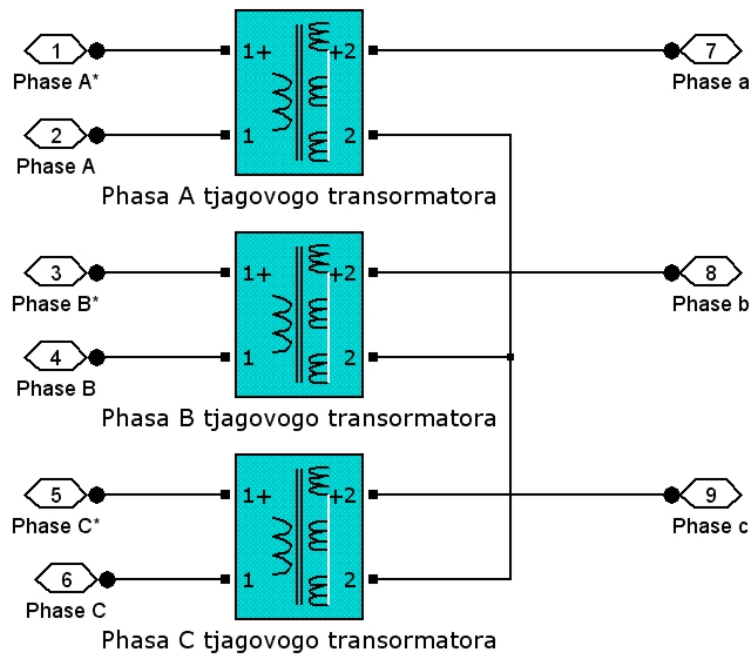 1 1+ +2 7
Phase A* Phase a
2 1 2
Phase A
Phasa A tjagovogo transormatora
3 1+ +2 8
Phase B* Phase b
4 1 2
Phase B
Phasa B tjagovogo transormatora
5 1+ +2 9
Phase C* Phase c
6 1 2
Phase C
Phasa C tjagovogo transormatora